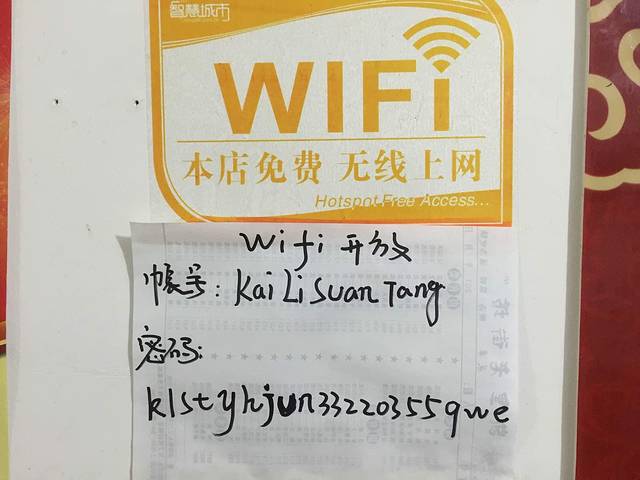 智慧城市
WIFi
本店免费 无线上网
Hotspot Free Access...
wifi 开放
帐号: KaiLiSuanTang
密码:
klstyhjun33220355qwe